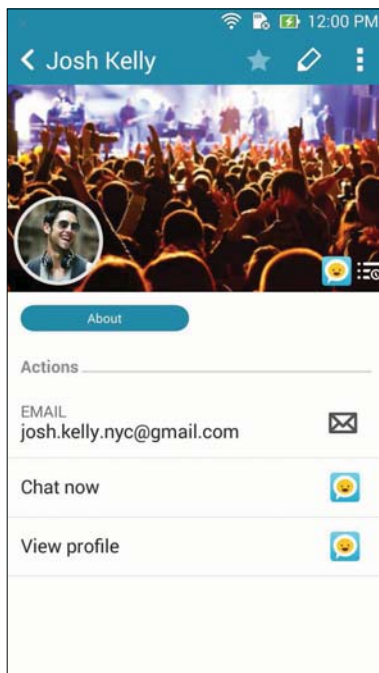 12:00 PM
Josh Kelly
About
Actions
EMAIL
josh.kelly.nyc@gmail.com
Chat now
View profile